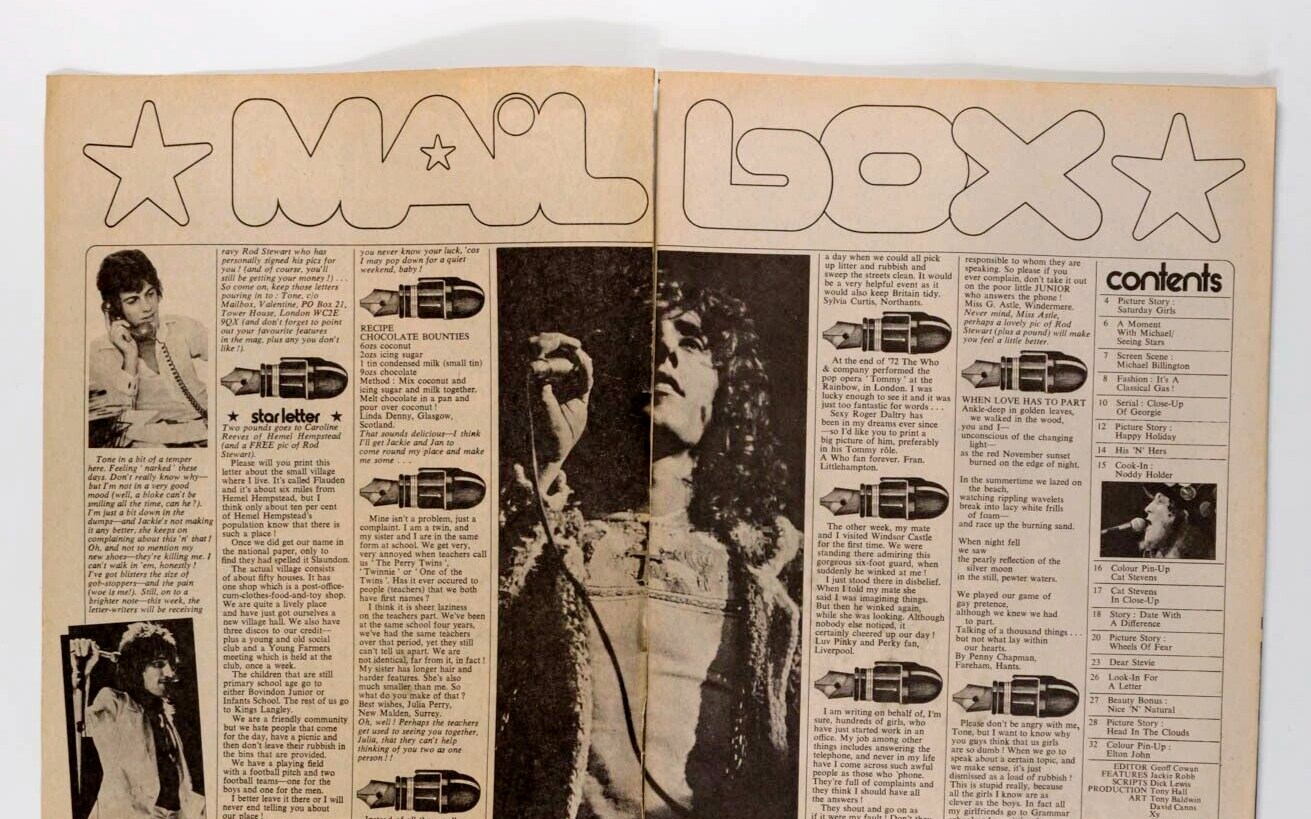 MAiL
bOX
Tone in a bit of a temper
here. Feeling ' narked ' these
days. Don't really know why—
but I'm not in a very good
mood (well, a bloke can't be
smiling all the time, can he?).
I'm just a bit down in the
dumps—and Jackie's not making
it any better, she keeps on
complaining about this 'n' that !
Oh, and not to mention my
new shoes—they're killing me. I
can't walk in 'em, honestly !
I've got blisters the size of
gob-stoppers—and the pain
(woe is me!). Still, on to a
brighter note—this week, the
letter-writers will be receiving
ravy Rod Stewart who has
personally signed his pics for
you ! (and of course, you'll
still be getting your money !) . . .
So come on, keep those letters
pouring in to : Tone, c/o
Mailbox, Valentine, PO Box 21,
Tower House, London WC2E
9QX (and don't forget to point
out your favourite features
in the mag, plus any you don't
like !).
★ starletter ★
Two pounds goes to Caroline
Reeves of Hemel Hempstead
(and a FREE pic of Rod
Stewart).
Please will you print this
letter about the small village
where I live. It's called Flauden
and it's about six miles from
Hemel Hempstead, but I
think only about ten per cent
of Hemel Hempstead's
population know that there is
such a place !
Once we did get our name in
the national paper, only to
find they had spelled it Slaundon.
The actual village consists
of about fifty houses. It has
one shop which is a post-office-
cum-clothes-food-and-toy shop.
We are quite a lively place
and have just got ourselves a
new village hall. We also have
three discos to our credit—
plus a young and old social
club and a Young Farmers
meeting which is held at the
club, once a week.
The children that are still
primary school age go to
either Bovindon Junior or
Infants School. The rest of us go
to Kings Langley.
We are a friendly community
but we hate people that come
for the day, have a picnic and
then don't leave their rubbish in
the bins that are provided.
We have a playing field
with a football pitch and two
football teams—one for the
boys and one for the men.
I better leave it there or I will
never end telling you about
our place !
you never know your luck, 'cos
I may pop down for a quiet
weekend, baby !
RECIPE
CHOCOLATE BOUNTIES
6ozs coconut
2ozs icing sugar
1 tin condensed milk (small tin)
9ozs chocolate
Method : Mix coconut and
icing sugar and milk together.
Melt chocolate in a pan and
pour over coconut !
Linda Denny, Glasgow,
Scotland.
That sounds delicious—I think
I'll get Jackie and Jan to
come round my place and make
me some . . .
Mine isn't a problem, just a
complaint. I am a twin, and
my sister and I are in the same
form at school. We get very,
very annoyed when teachers call
us ' The Perry Twins ',
' Twinnie ' or ' One of the
Twins '. Has it ever occured to
people (teachers) that we both
have first names ?
I think it is sheer laziness
on the teachers part. We've been
at the same school four years,
we've had the same teachers
over that period, yet they still
can't tell us apart. We are
not identical, far from it, in fact !
My sister has longer hair and
harder features. She's also
much smaller than me. So
what do you make of that ?
Best wishes, Julia Perry,
New Malden, Surrey.
Oh, well ! Perhaps the teachers
get used to seeing you together,
Julia, that they can't help
thinking of you two as one
person ! !
a day when we could all pick
up litter and rubbish and
sweep the streets clean. It would
be a very helpful event as it
would also keep Britain tidy.
Sylvia Curtis, Northants.
At the end of '72 The Who
& company performed the
pop opera ' Tommy ' at the
Rainbow, in London. I was
lucky enough to see it and it was
just too fantastic for words . . .
Sexy Roger Daltry has
been in my dreams ever since
—so I'd like you to print a
big picture of him, preferably
in his Tommy rôle.
A Who fan forever. Fran.
Littlehampton.
The other week, my mate
and I visited Windsor Castle
for the first time. We were
standing there admiring this
gorgeous six-foot guard, when
suddenly he winked at me !
I just stood there in disbelief.
When I told my mate she
said I was imagining things.
But then he winked again,
while she was looking. Although
nobody else noticed, it
certainly cheered up our day !
Luv Pinky and Perky fan,
Liverpool.
I am writing on behalf of, I'm
sure, hundreds of girls, who
have just started work in an
office. My job among other
things includes answering the
telephone, and never in my life
have I come across such awful
people as those who 'phone.
They're full of complaints and
they think I should have all
the answers !
They shout and go on as
if it were my fault ! Don't they
responsible to whom they are
speaking. So please if you
ever complain, don't take it out
on the poor little JUNIOR
who answers the phone !
Miss G. Astle, Windermere.
Never mind, Miss Astle,
perhaps a lovely pic of Rod
Stewart (plus a pound) will make
you feel a little better.
WHEN LOVE HAS TO PART
Ankle-deep in golden leaves,
we walked in the wood,
you and I—
unconscious of the changing
light—
as the red November sunset
burned on the edge of night.
In the summertime we lazed on
the beach,
watching rippling wavelets
break into lacy white frills
of foam—
and race up the burning sand.
When night fell
we saw
the pearly reflection of the
silver moon
in the still, pewter waters.
We played our game of
gay pretence,
although we knew we had
to part.
Talking of a thousand things . . .
but not what lay within
our hearts.
By Penny Chapman,
Fareham, Hants.
Please don't be angry with me,
Tone, but I want to know why
you guys think that us girls
are so dumb ! When we go to
speak about a certain topic, and
we make sense, it's just
dismissed as a load of rubbish !
This is stupid really, because
all the girls I know are as
clever as the boys. In fact all
my girlfriends go to Grammar
contents
4 Picture Story :
Saturday Girls
6 A Moment
With Michael/
Seeing Stars
7 Screen Scene :
Michael Billington
8 Fashion : It's A
Classical Gas !
10 Serial : Close-Up
Of Georgie
12 Picture Story :
Happy Holiday
14 His 'N' Hers
15 Cook-In :
Noddy Holder
16 Colour Pin-Up
Cat Stevens
17 Cat Stevens
In Close-Up
18 Story : Date With
A Difference
20 Picture Story :
Wheels Of Fear
23 Dear Stevie
26 Look-In For
A Letter
27 Beauty Bonus :
Nice 'N' Natural
28 Picture Story :
Head In The Clouds
32 Colour Pin-Up :
Elton John
EDITOR Geoff Cowan
FEATURES Jackie Robb
SCRIPTS Dick Lewis
PRODUCTION Tony Hall
ART Tony Baldwin
David Canns
Xy